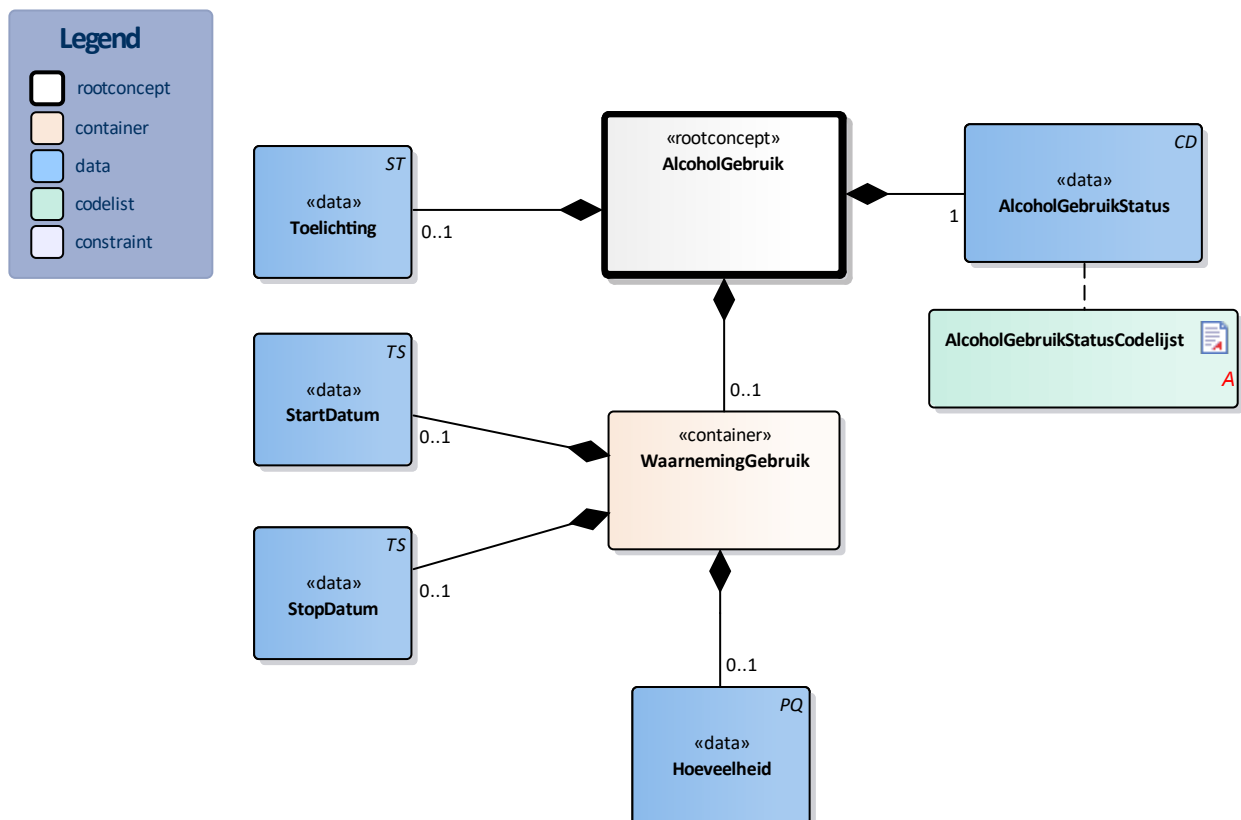 Legend
rootconcept
container
data
codelist
constraint
ST
«data»
Toelichting
0..1
«rootconcept»
AlcoholGebruik
CD
«data»
AlcoholGebruikStatus
1
AlcoholGebruikStatusCodelijst
A
TS
«data»
StartDatum
0..1
0..1
«container»
WaarnemingGebruik
TS
«data»
StopDatum
0..1
0..1
PQ
«data»
Hoeveelheid